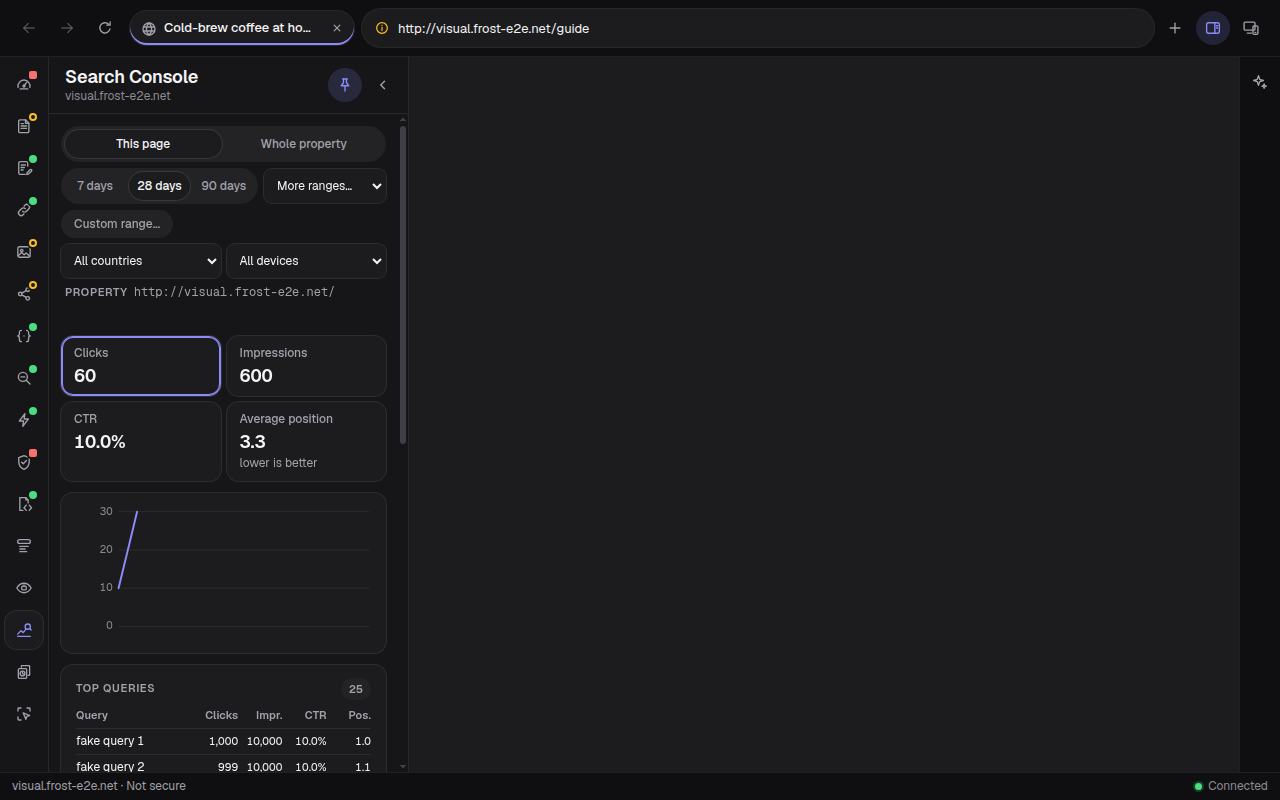 Cold-brew coffee at ho...
http://visual.frost-e2e.net/guide
Search Console
visual.frost-e2e.net
This page
Whole property
7 days
28 days
90 days
More ranges...
Custom range...
All countries
All devices
PROPERTY http://visual.frost-e2e.net/
Clicks
60
Impressions
600
CTR
10.0%
Average position
3.3
lower is better
30
20
10
0
TOP QUERIES
25
Query Clicks Impr. CTR Pos.
fake query 1 1,000 10,000 10.0% 1.0
fake query 2 999 10,000 10.0% 1.1
visual.frost-e2e.net · Not secure
Connected